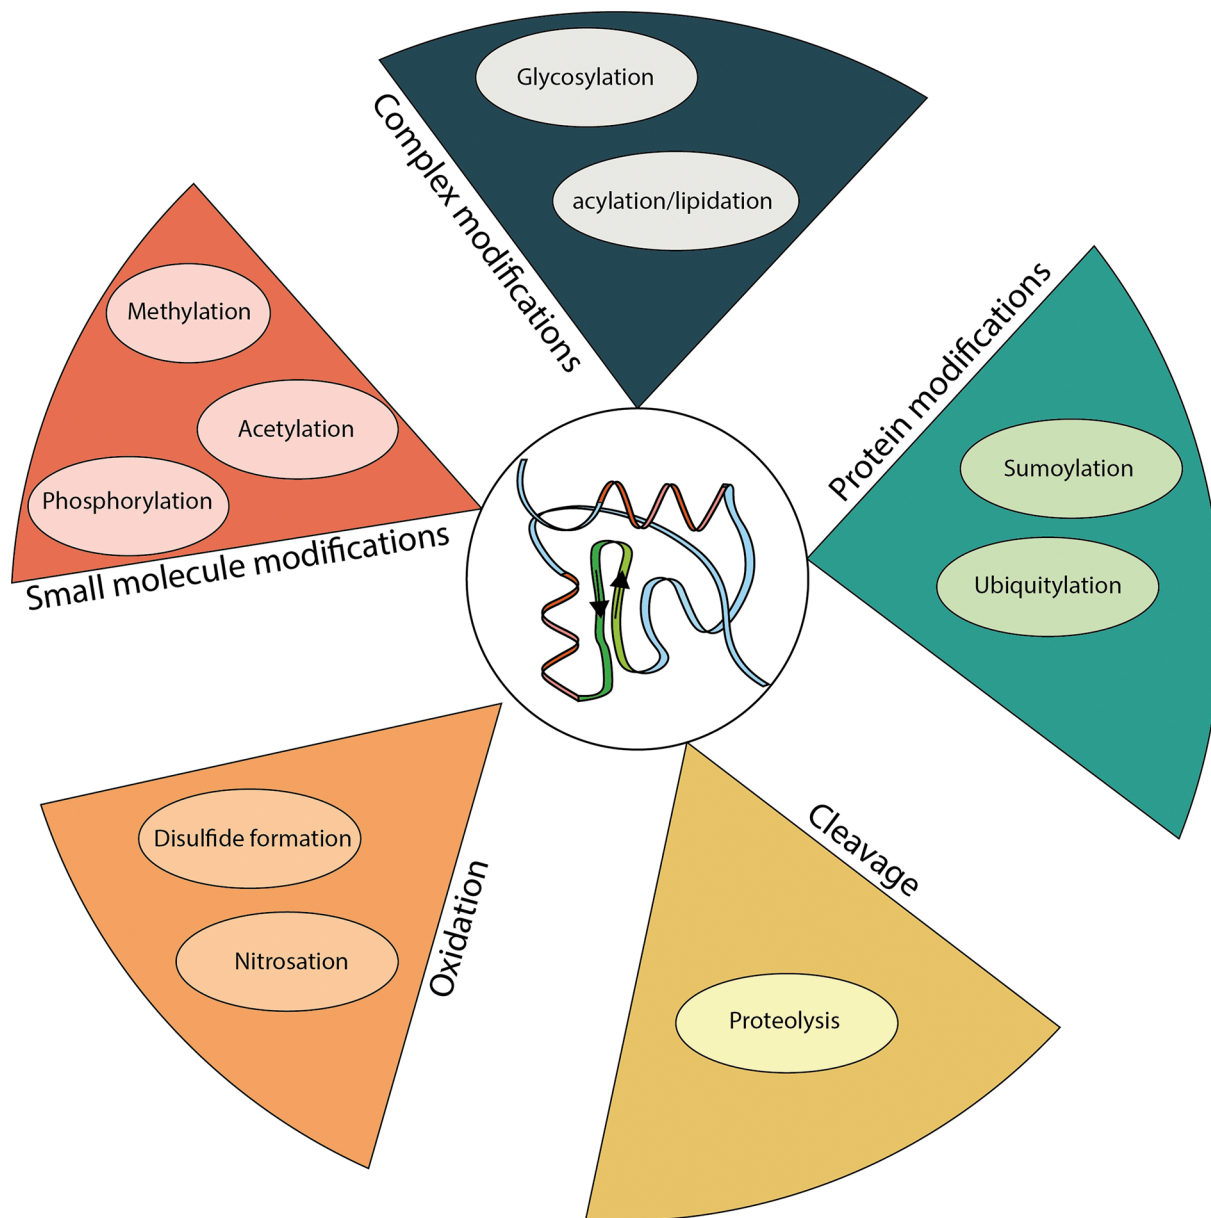 Glycosylation
acylation/lipidation
Complex modifications
Methylation
Acetylation
Phosphorylation
Small molecule modifications
Protein modifications
Sumoylation
Ubiquitylation
Disulfide formation
Nitrosation
Oxidation
Cleavage
Proteolysis